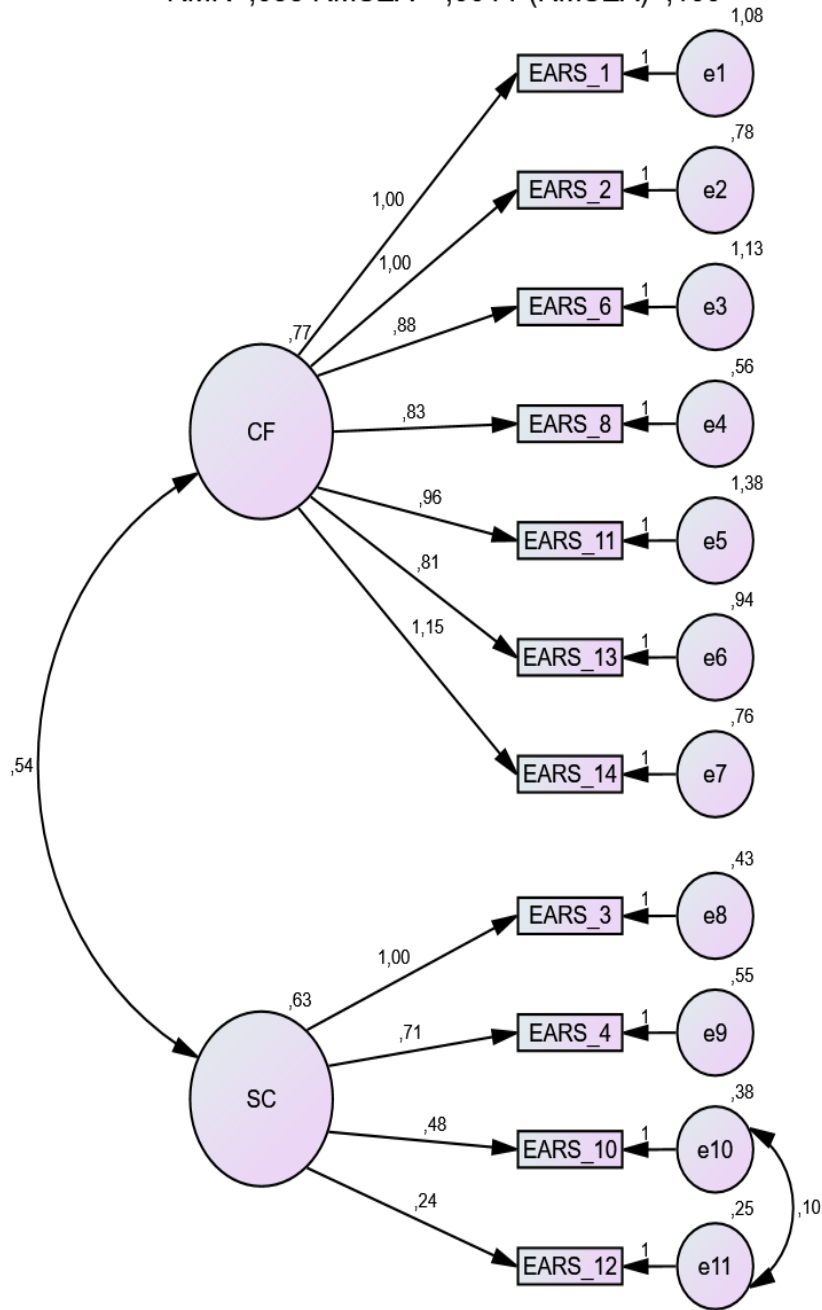 1,08
EARS_1
1
e1
,78
EARS_2
1
e2
1,00
1,13
1,00
EARS_6
1
e3
,77
,88
,56
CF
,83
EARS_8
1
e4
,96
1,38
EARS_11
1
e5
,81
,94
1,15
EARS_13
1
e6
,76
,54
EARS_14
1
e7
,43
EARS_3
1
e8
1,00
,63
,55
,71
EARS_4
1
e9
SC
,38
,48
EARS_10
1
e10
,24
,25
,10
EARS_12
1
e11